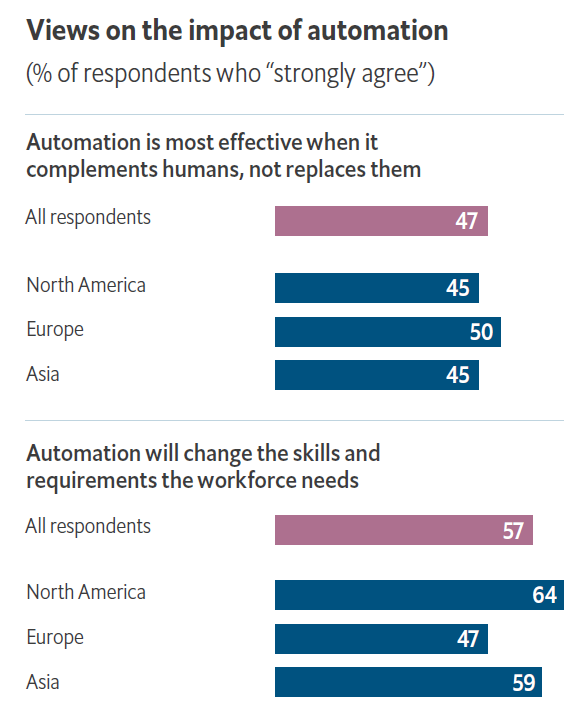 Views on the impact of automation
(% of respondents who “strongly agree”)
Automation is most effective when it
complements humans, not replaces them
All respondents 47
North America 45
Europe 50
Asia 45
Automation will change the skills and
requirements the workforce needs
All respondents 57
North America 64
Europe 47
Asia 59